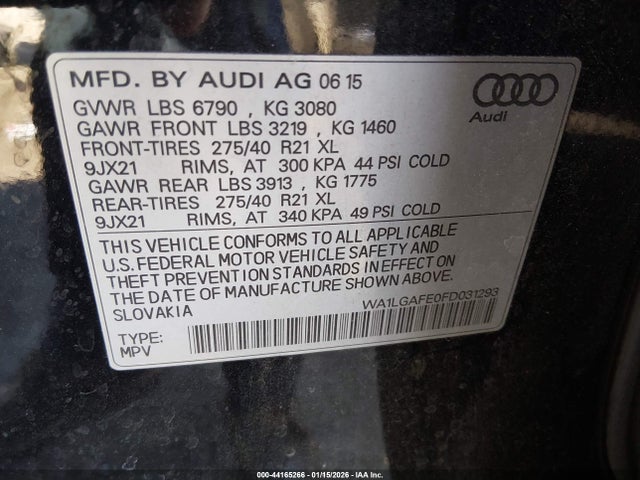 MFD. BY AUDI AG 06 15
GVWR LBS 6790 , KG 3080
GAWR FRONT LBS 3219 , KG 1460
FRONT-TIRES 275/40 R21 XL
9JX21 RIMS, AT 300 KPA 44 PSI COLD
GAWR REAR LBS 3913 , KG 1775
REAR-TIRES 275/40 R21 XL
9JX21 RIMS, AT 340 KPA 49 PSI COLD
Audi
THIS VEHICLE CONFORMS TO ALL APPLICABLE
U.S. FEDERAL MOTOR VEHICLE SAFETY AND
THEFT PREVENTION STANDARDS IN EFFECT ON
THE DATE OF MANUFACTURE SHOWN ABOVE.
SLOVAKIA
WA1LGAFE0FD031293
TYPE:
MPV
000-44165266 - 01/15/2026 - IAA Inc.